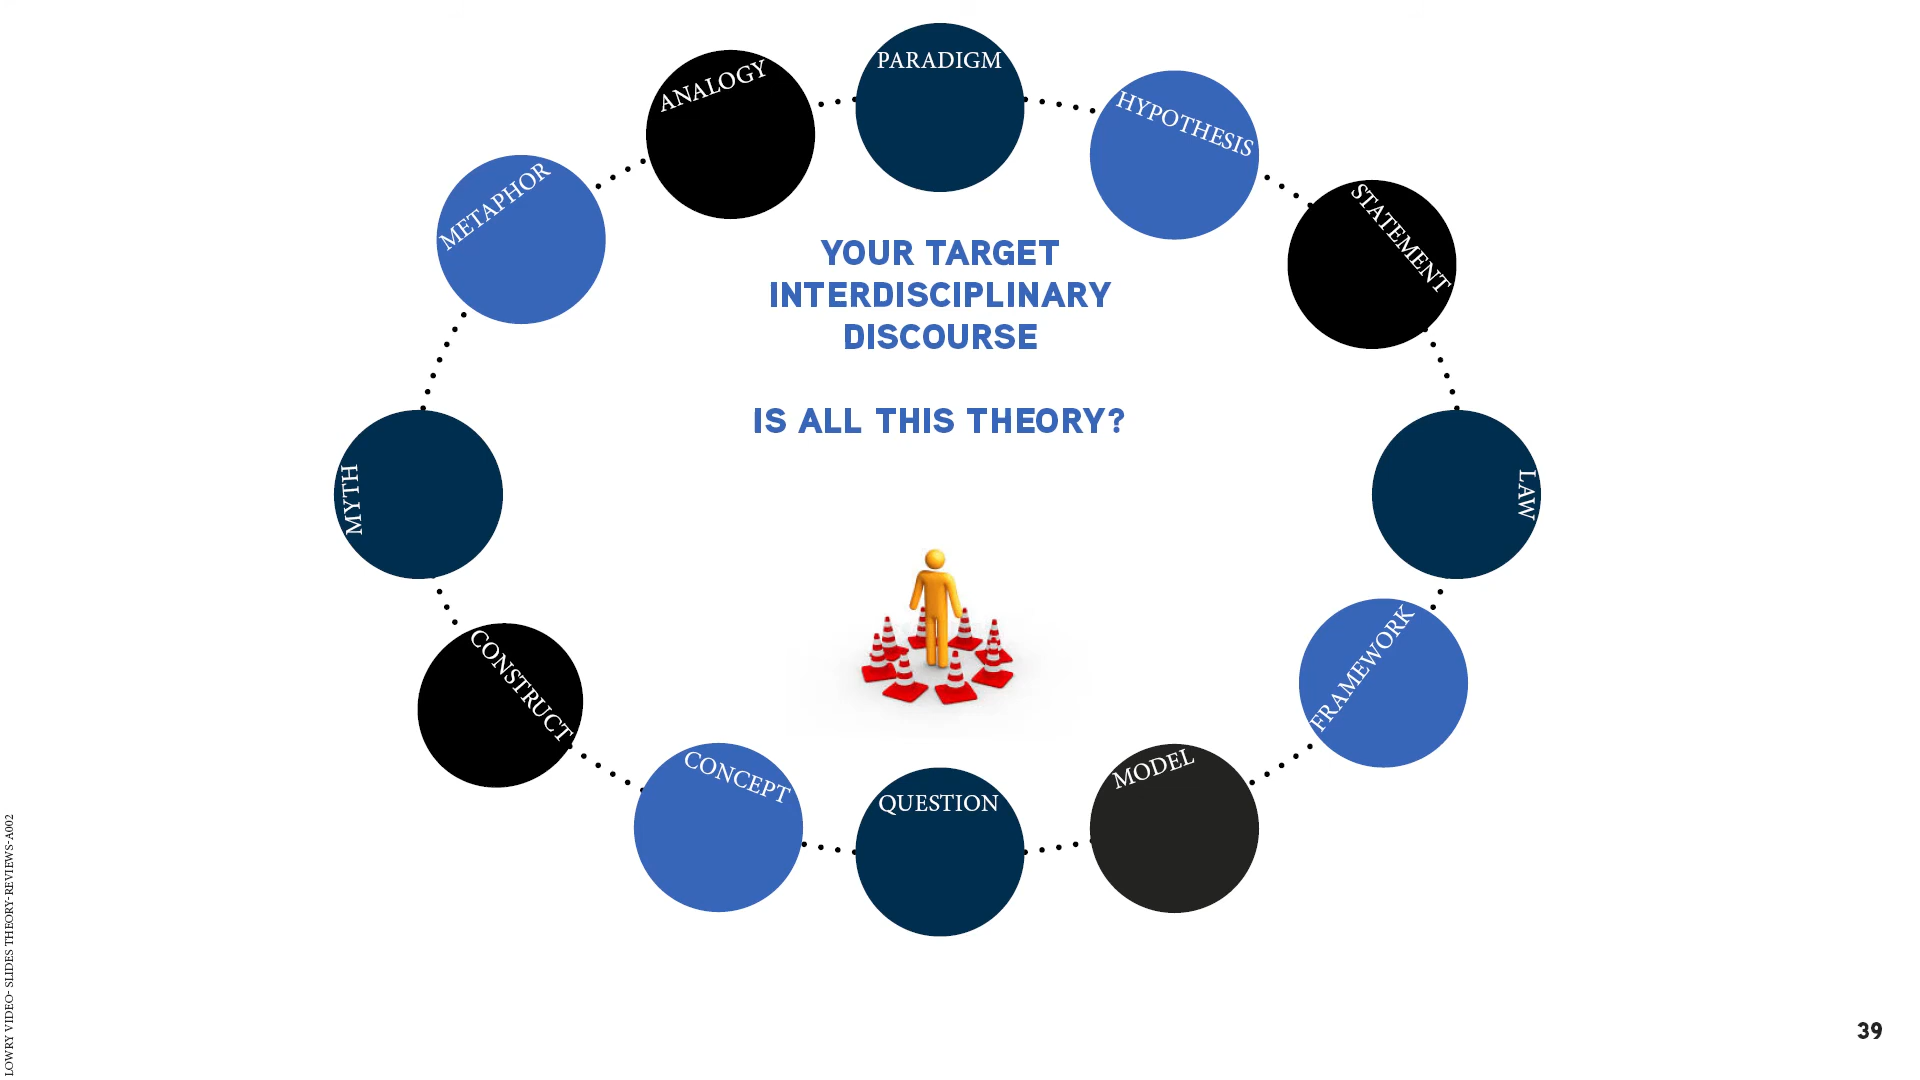 PARADIGM
HYPOTHESIS
STATEMENT
LAW
FRAMEWORK
MODEL
QUESTION
CONCEPT
CONSTRUCT
MYTH
METAPHOR
ANALOGY
YOUR TARGET
INTERDISCIPLINARY
DISCOURSE
IS ALL THIS THEORY?
LOWRY VIDEO- SLIDES THEORY-REVIEWS-A002
39